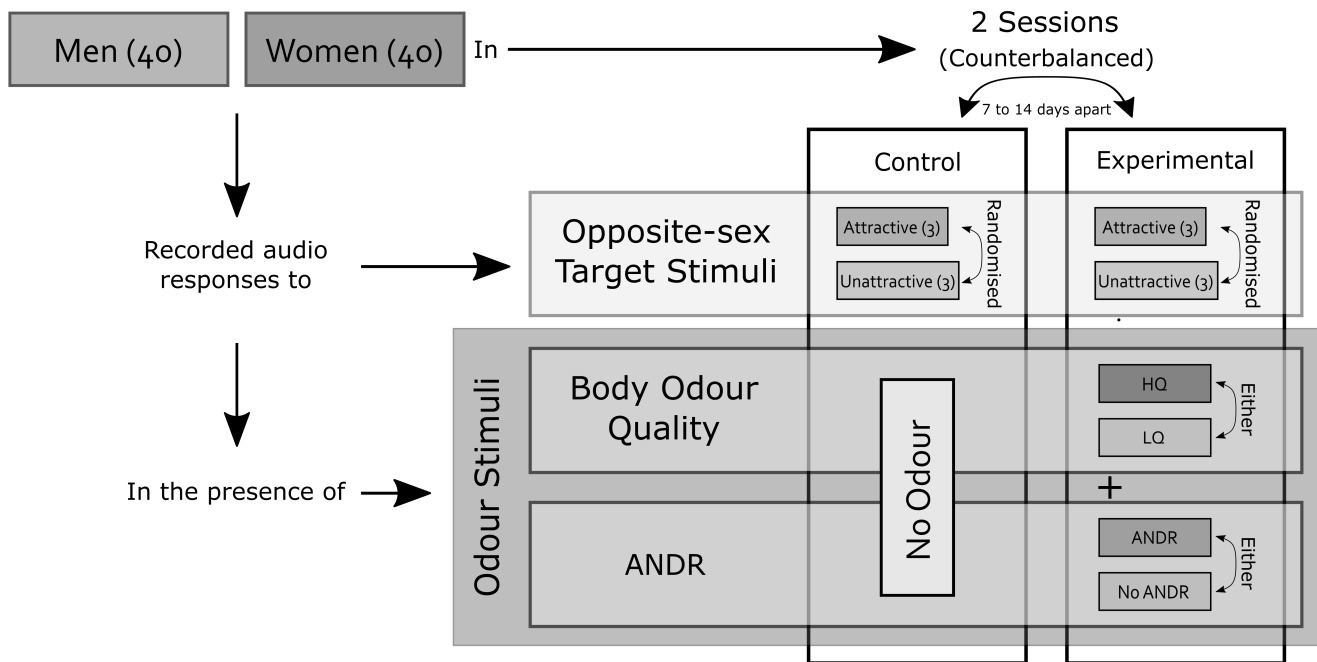 Men (40)
Women (40)
In
2 Sessions
(Counterbalanced)
7 to 14 days apart
Control
Experimental
Recorded audio
responses to
Opposite-sex
Target Stimuli
Attractive (3)
Unattractive (3)
Randomised
Attractive (3)
Unattractive (3)
Randomised
In the presence of
Odour Stimuli
Body Odour
Quality
No Odour
HQ
LQ
Either
+
ANDR
ANDR
No ANDR
Either